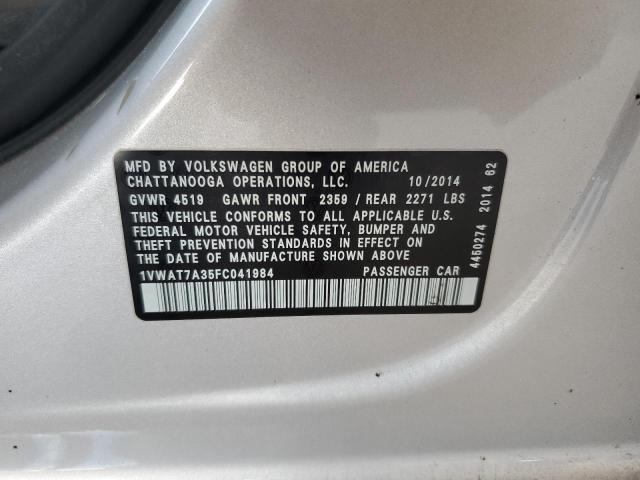 MFD BY VOLKSWAGEN GROUP OF AMERICA
CHATTANOOGA OPERATIONS, LLC. 10/2014
GVWR 4519 GAWR FRONT 2359 / REAR 2271 LBS
THIS VEHICLE CONFORMS TO ALL APPLICABLE U.S.
FEDERAL MOTOR VEHICLE SAFETY, BUMPER AND
THEFT PREVENTION STANDARDS IN EFFECT ON
THE DATE OF MANUFACTURE SHOWN ABOVE
1VWAT7A35FC041984 PASSENGER CAR
4450274 2014 62